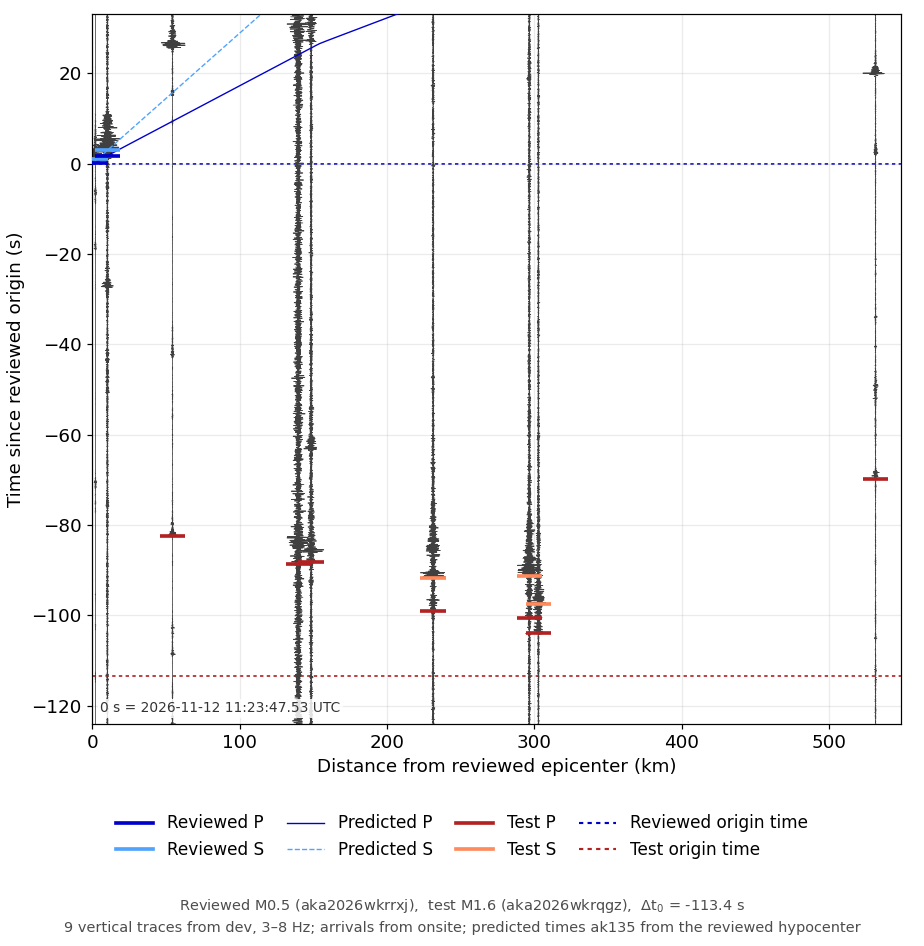 Time since reviewed origin (s)
20
0
−20
−40
−60
−80
−100
−120
0 s = 2026-11-12 11:23:47.53 UTC
0 100 200 300 400 500
Distance from reviewed epicenter (km)
Reviewed P Predicted P Test P Reviewed origin time
Reviewed S Predicted S Test S Test origin time
Reviewed M0.5 (aka2026wkrrxj), test M1.6 (aka2026wkrqgz), Δt₀ = -113.4 s
9 vertical traces from dev, 3–8 Hz; arrivals from onsite; predicted times ak135 from the reviewed hypocenter